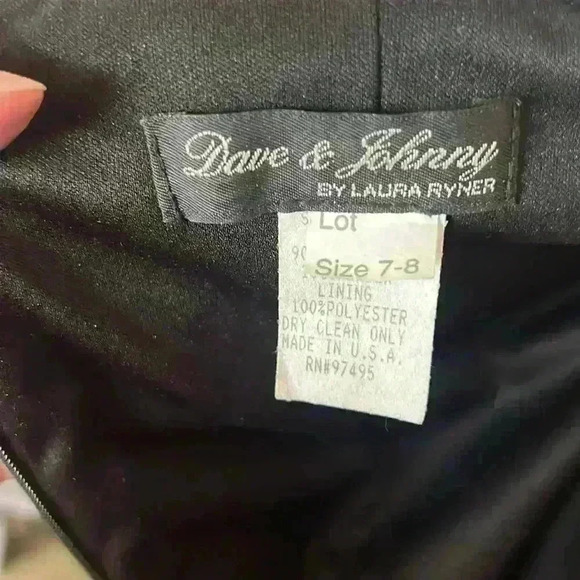 Dave & Johnny
BY LAURA RYNER
S Lot
90
Size 7-8
LINING
100%POLYESTER
DRY CLEAN ONLY
MADE IN U.S.A.
RN#97495